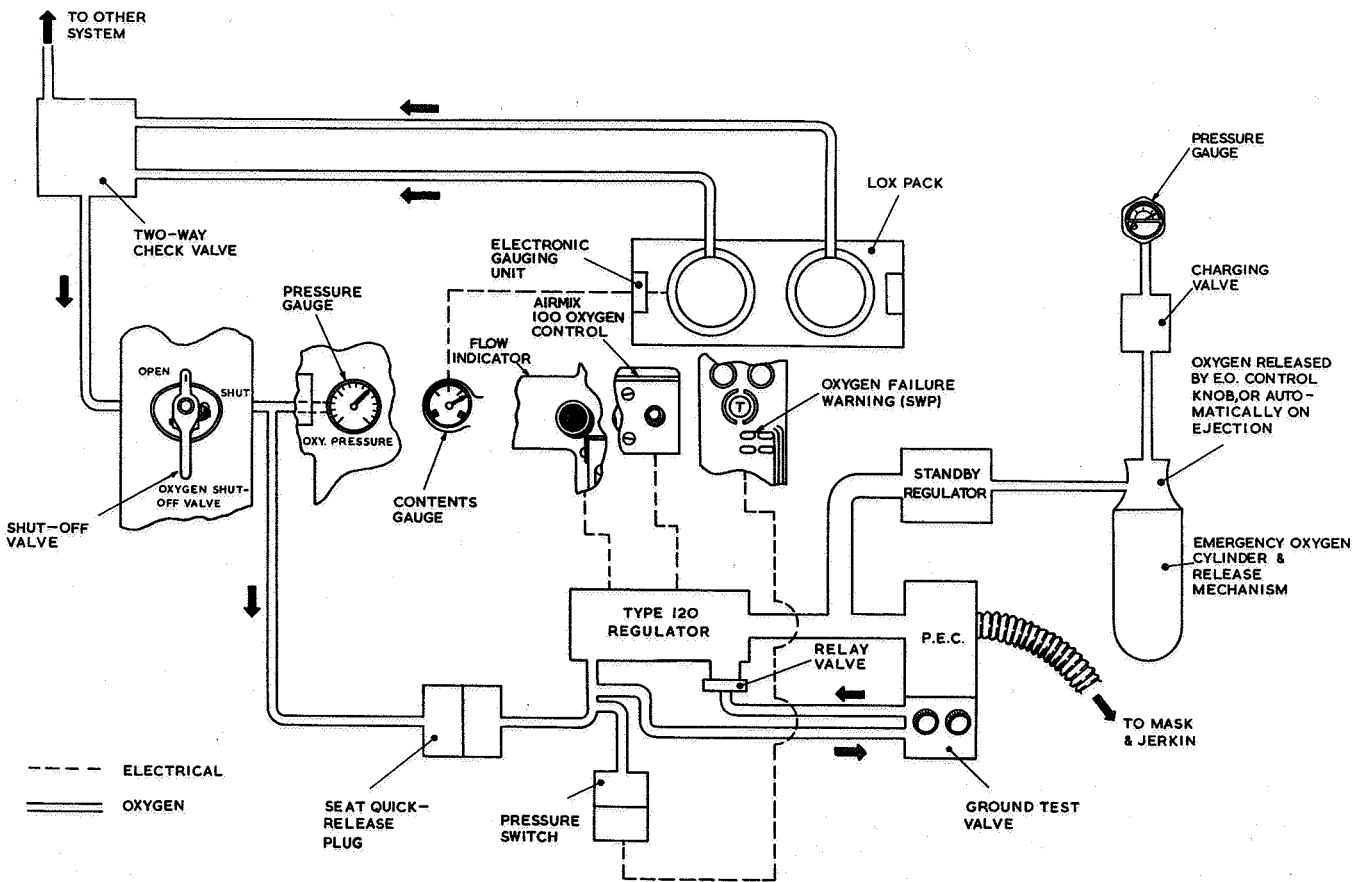 TO OTHER
SYSTEM
TWO-WAY
CHECK VALVE
LOX PACK
ELECTRONIC
GAUGING
UNIT
PRESSURE
GAUGE
CHARGING
VALVE
PRESSURE
GAUGE
FLOW
INDICATOR
AIRMIX
100 OXYGEN
CONTROL
OPEN
SHUT
OXY. PRESSURE
OXYGEN SHUT-
OFF VALVE
SHUT-OFF
VALVE
CONTENTS
GAUGE
T
OXYGEN FAILURE
WARNING (SWP)
OXYGEN RELEASED
BY E.O. CONTROL
KNOB, OR AUTO-
MATICALLY ON
EJECTION
STANDBY
REGULATOR
EMERGENCY OXYGEN
CYLINDER &
RELEASE
MECHANISM
TYPE 120
REGULATOR
P.E.C.
RELAY
VALVE
TO MASK
& JERKIN
ELECTRICAL
OXYGEN
SEAT QUICK-
RELEASE
PLUG
PRESSURE
SWITCH
GROUND TEST
VALVE